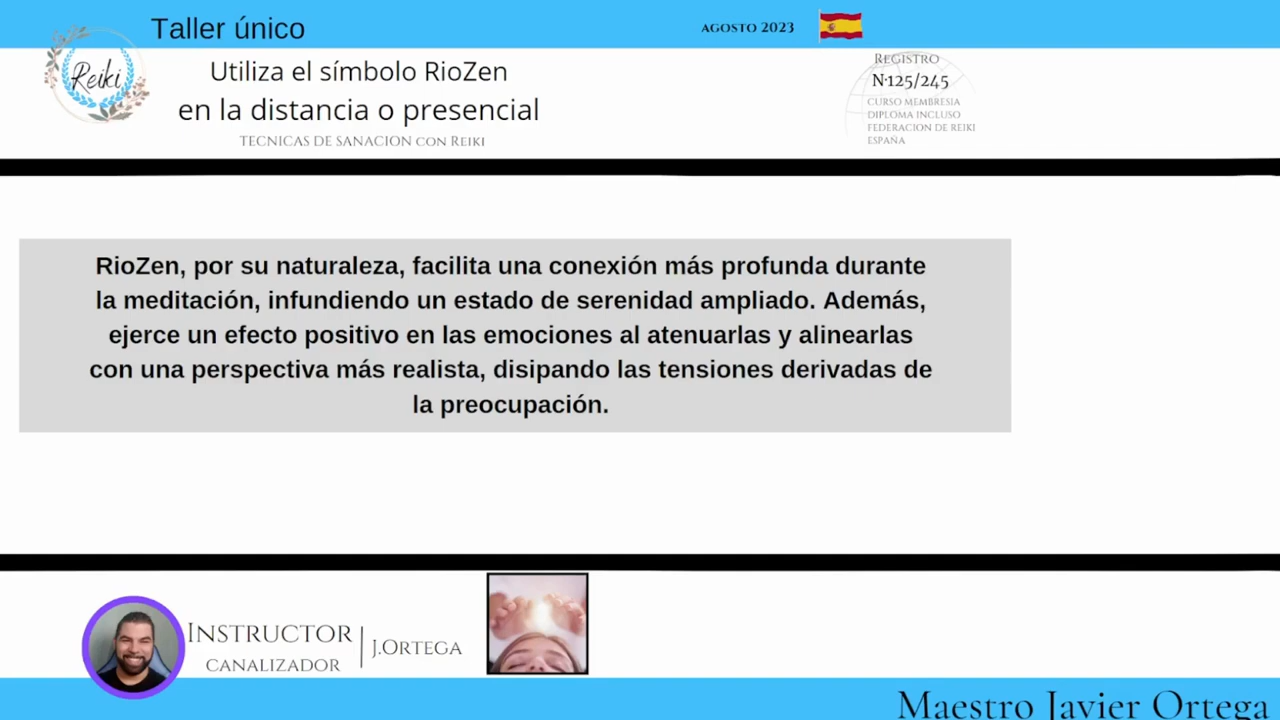 Taller único
AGOSTO 2023
Reiki
Utiliza el símbolo RioZen
en la distancia o presencial
TECNICAS DE SANACION con Reiki
Registro
N·125/245
CURSO MEMBRESIA
DIPLOMA INCLUSO
FEDERACION DE REIKI
ESPAÑA
RioZen, por su naturaleza, facilita una conexión más profunda durante
la meditación, infundiendo un estado de serenidad ampliado. Además,
ejerce un efecto positivo en las emociones al atenuarlas y alinearlas
con una perspectiva más realista, disipando las tensiones derivadas de
la preocupación.
Instructor
canalizador
J.Ortega
Maestro Javier Ortega